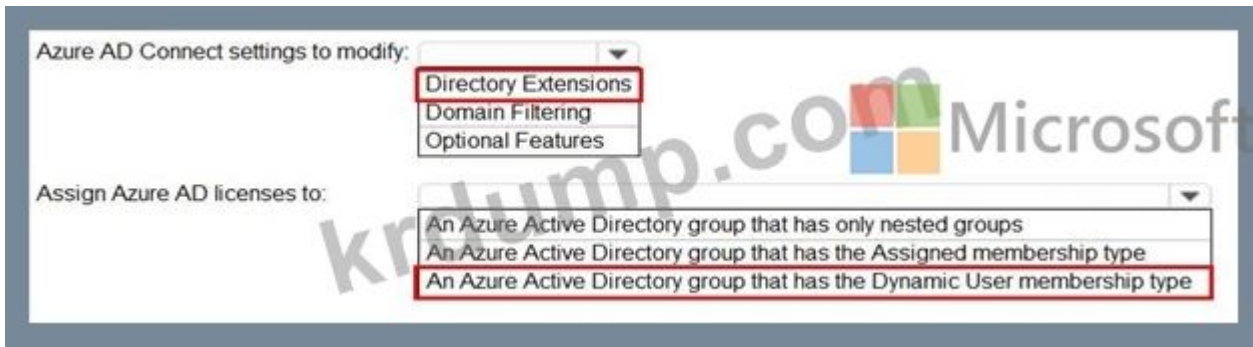 Azure AD Connect settings to modify:
Directory Extensions
Domain Filtering
Optional Features
Microsoft
Assign Azure AD licenses to:
An Azure Active Directory group that has only nested groups
An Azure Active Directory group that has the Assigned membership type
An Azure Active Directory group that has the Dynamic User membership type
krdump.com